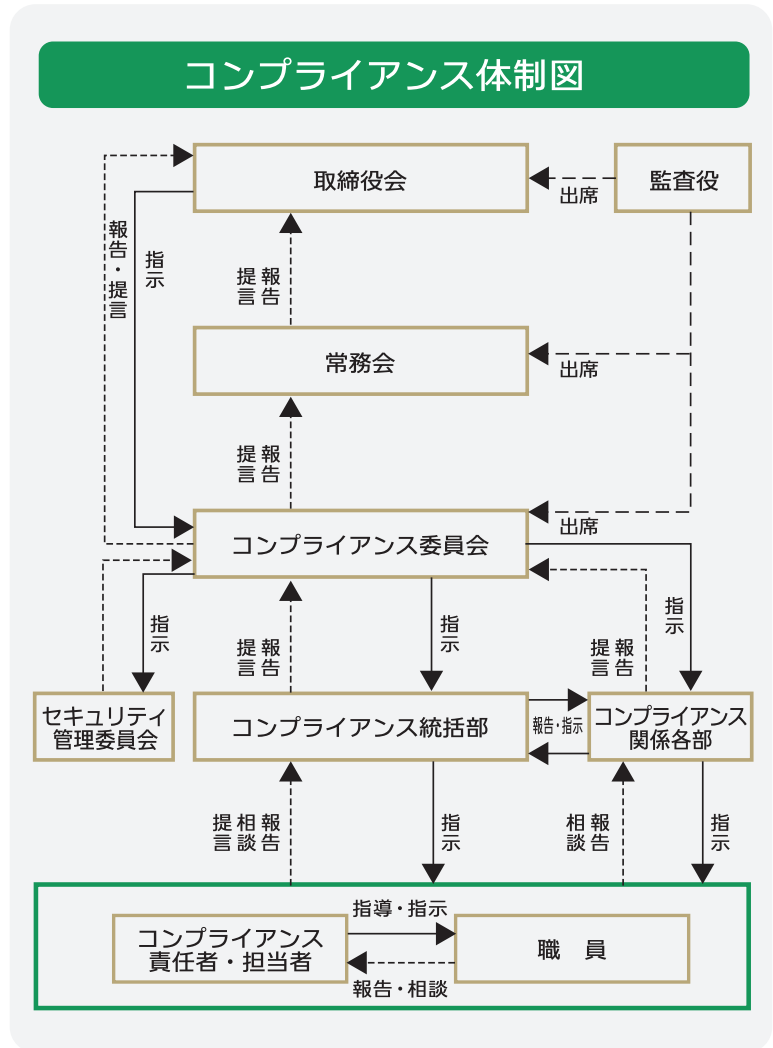 コンプライアンス体制図
取締役会
監査役
出席
報告・提言
指示
報告
提言
常務会
出席
報告
提言
コンプライアンス委員会
出席
指示
報告
提言
指示
報告
提言
指示
セキュリティ
管理委員会
コンプライアンス統括部
報告・指示
コンプライアンス
関係各部
報告
相談
提言
指示
報告
相談
指示
指導・指示
コンプライアンス
責任者・担当者
職　員
報告・相談